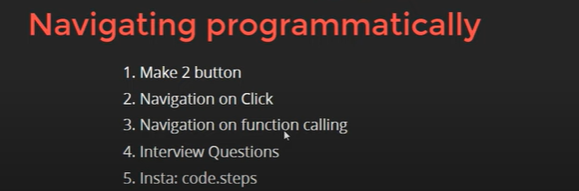 Navigating programmatically
1. Make 2 button
2. Navigation on Click
3. Navigation on function calling
4. Interview Questions
5. Insta: code.steps